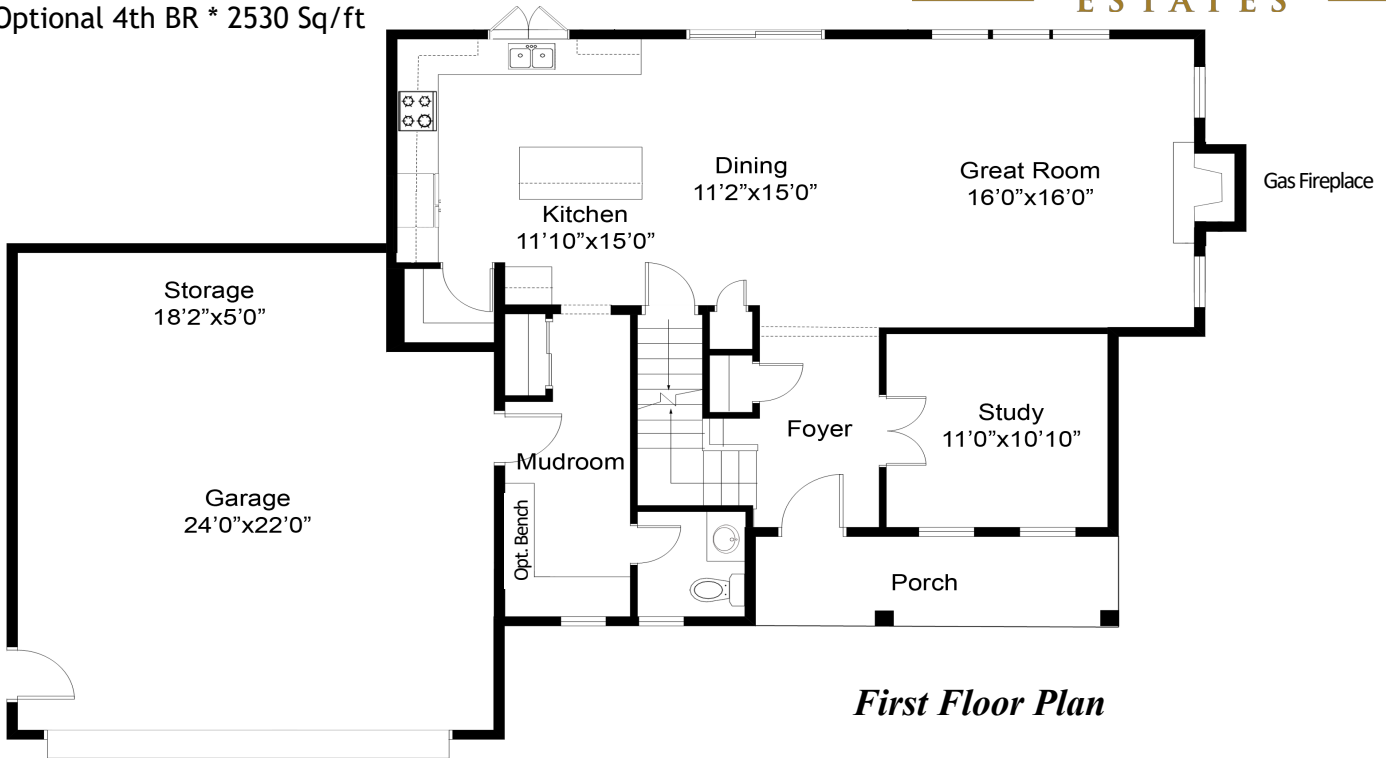 Optional 4th BR * 2530 Sq/ft
ESTATES
Dining
11’2”x15’0”
Great Room
16’0”x16’0”
Gas Fireplace
Kitchen
11’10”x15’0”
Storage
18’2”x5’0”
Study
11’0”x10’10”
Foyer
Mudroom
Garage
24’0”x22’0”
Opt. Bench
Porch
First Floor Plan